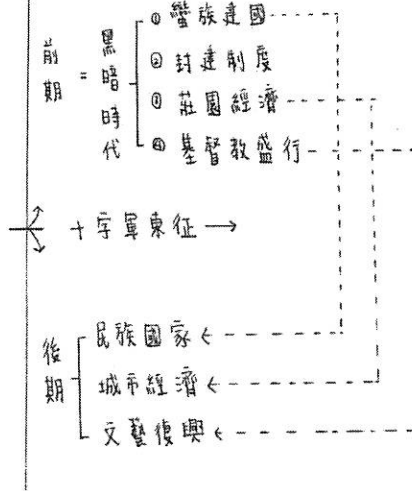 前期 = 黑暗時代
① 蠻族建國
② 封建制度
③ 莊園經濟
④ 基督教盛行
十字軍東征 →
後期
民族國家
城市經濟
文藝復興